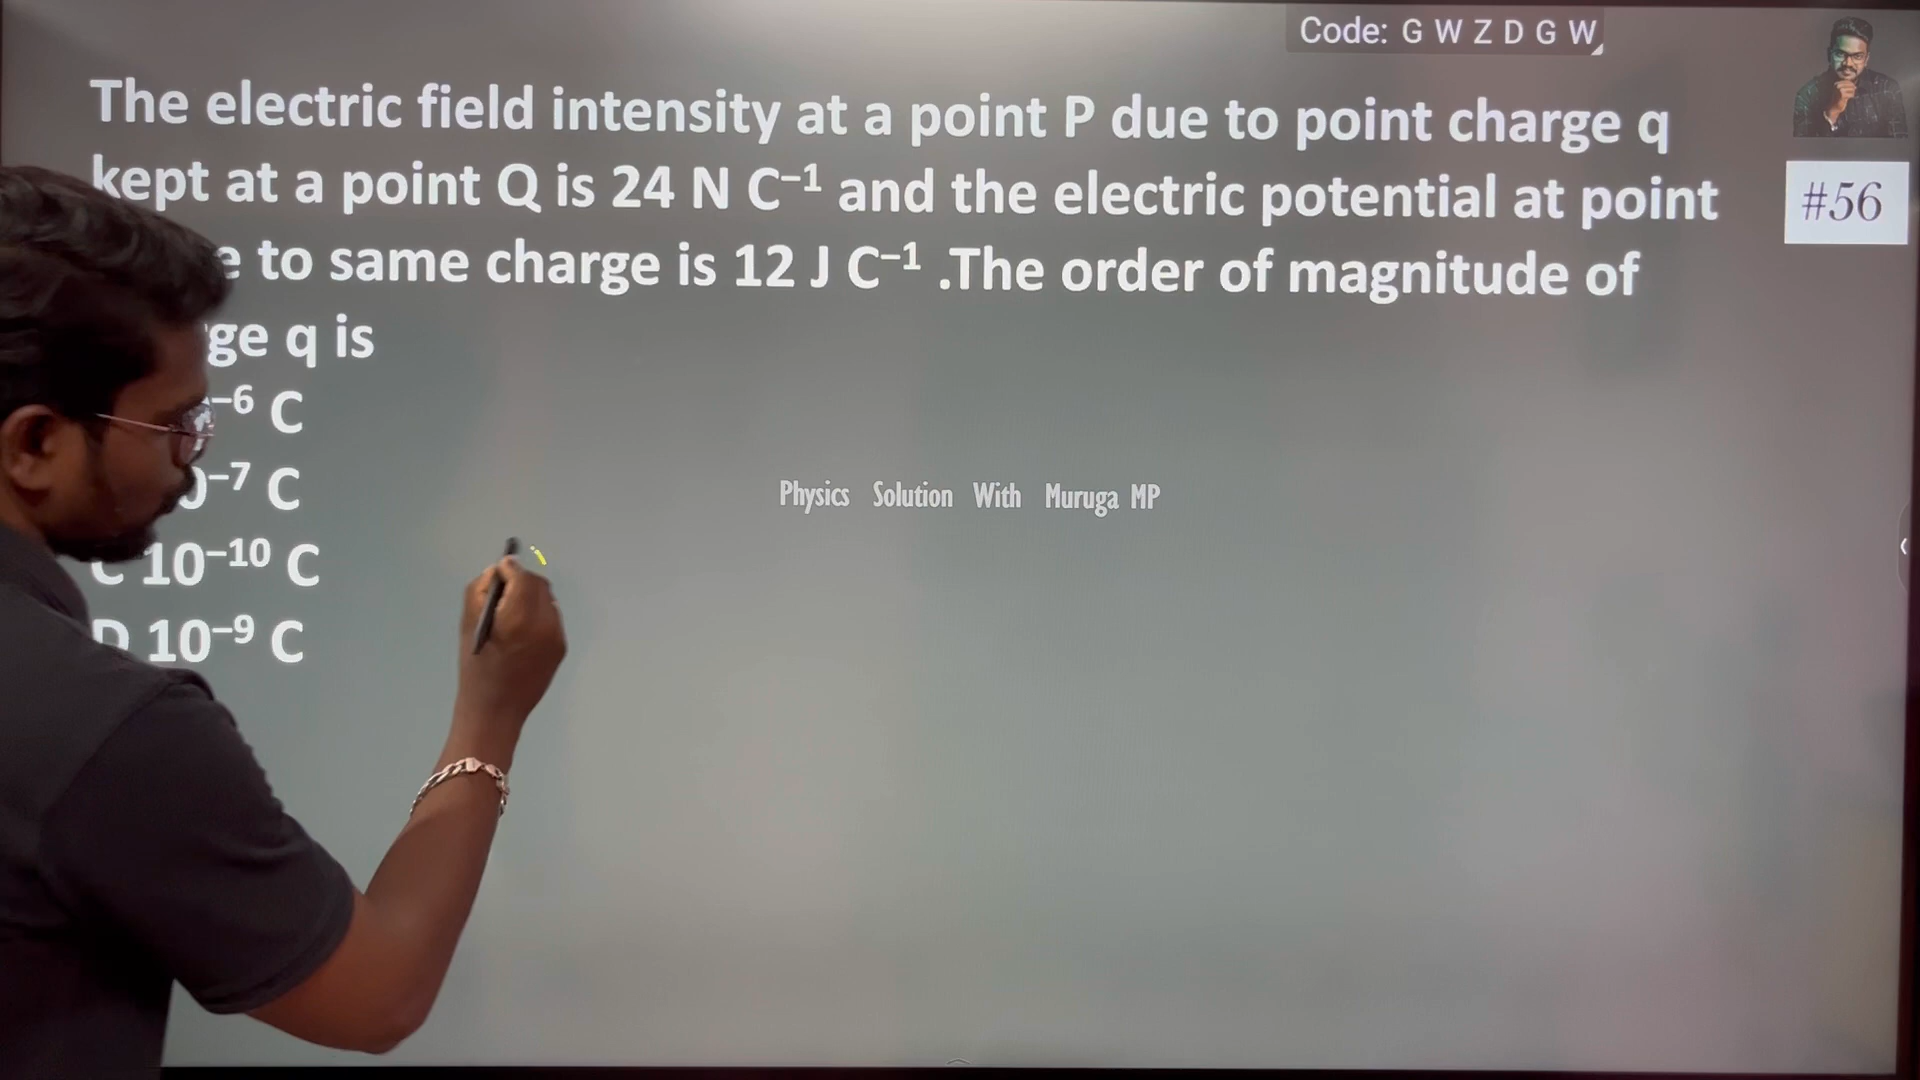 Code: G W Z D G W
The electric field intensity at a point P due to point charge q
kept at a point Q is 24 N C⁻¹ and the electric potential at point
to same charge is 12 J C⁻¹ .The order of magnitude of
q is
⁻⁶ C
⁻⁷ C
C 10⁻¹⁰ C
D 10⁻⁹ C
#56
Physics Solution With Muruga MP